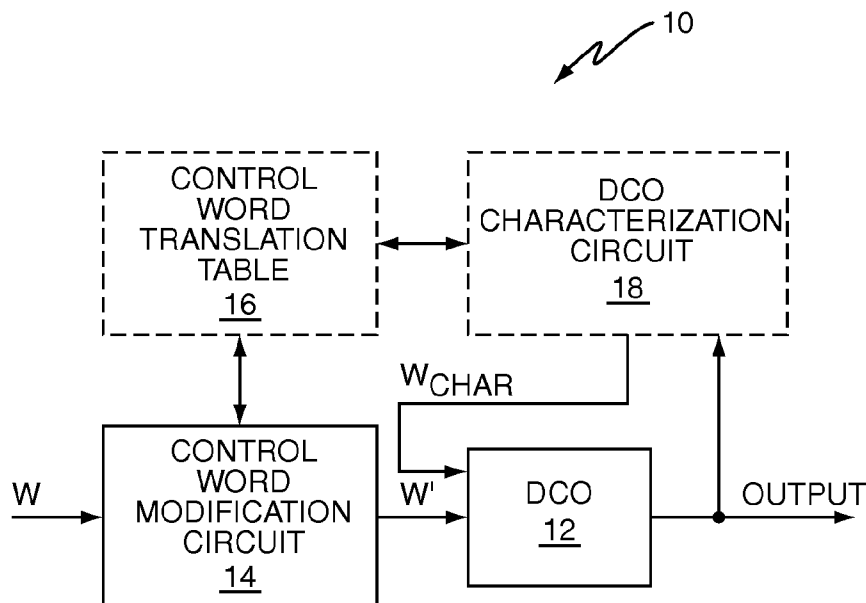 10
CONTROL
WORD
TRANSLATION
TABLE
16
DCO
CHARACTERIZATION
CIRCUIT
18
WCHAR
W
CONTROL
WORD
MODIFICATION
CIRCUIT
14
W'
DCO
12
OUTPUT